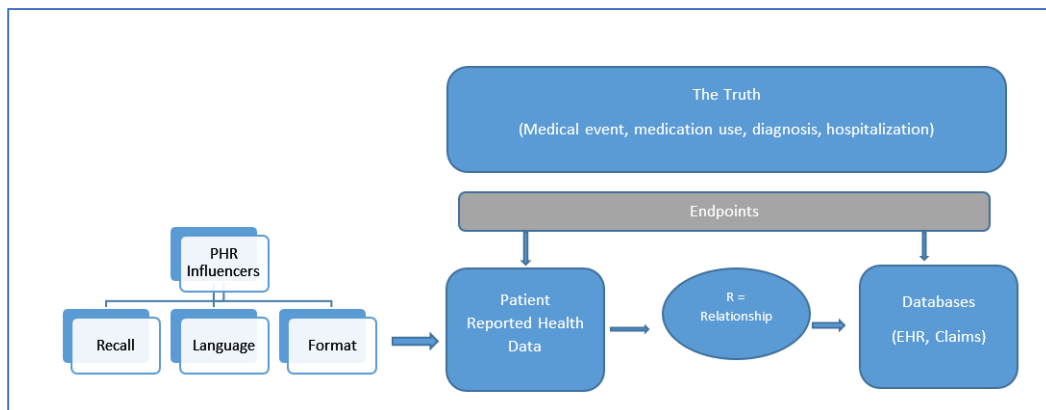 The Truth
(Medical event, medication use, diagnosis, hospitalization)
Endpoints
PHR
Influencers
Recall
Language
Format
Patient
Reported Health
Data
R =
Relationship
Databases
(EHR, Claims)